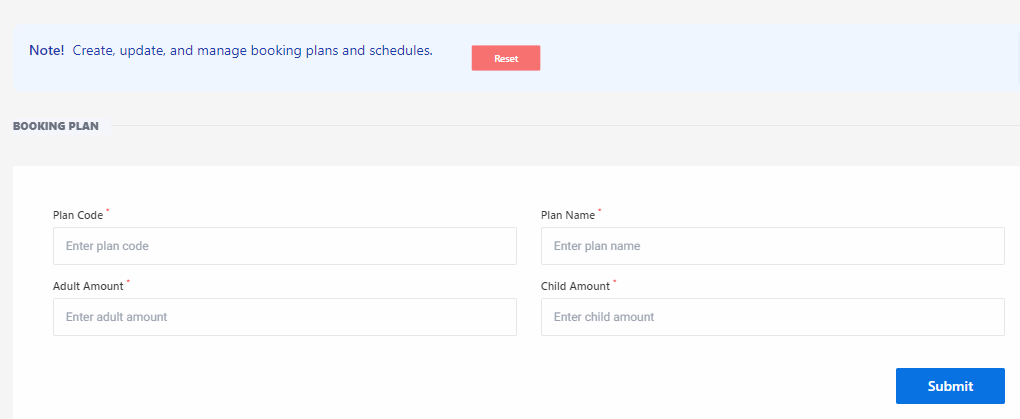 Note! Create, update, and manage booking plans and schedules. Reset
BOOKING PLAN
Plan Code * Plan Name *
Enter plan code Enter plan name
Adult Amount * Child Amount *
Enter adult amount Enter child amount
Submit